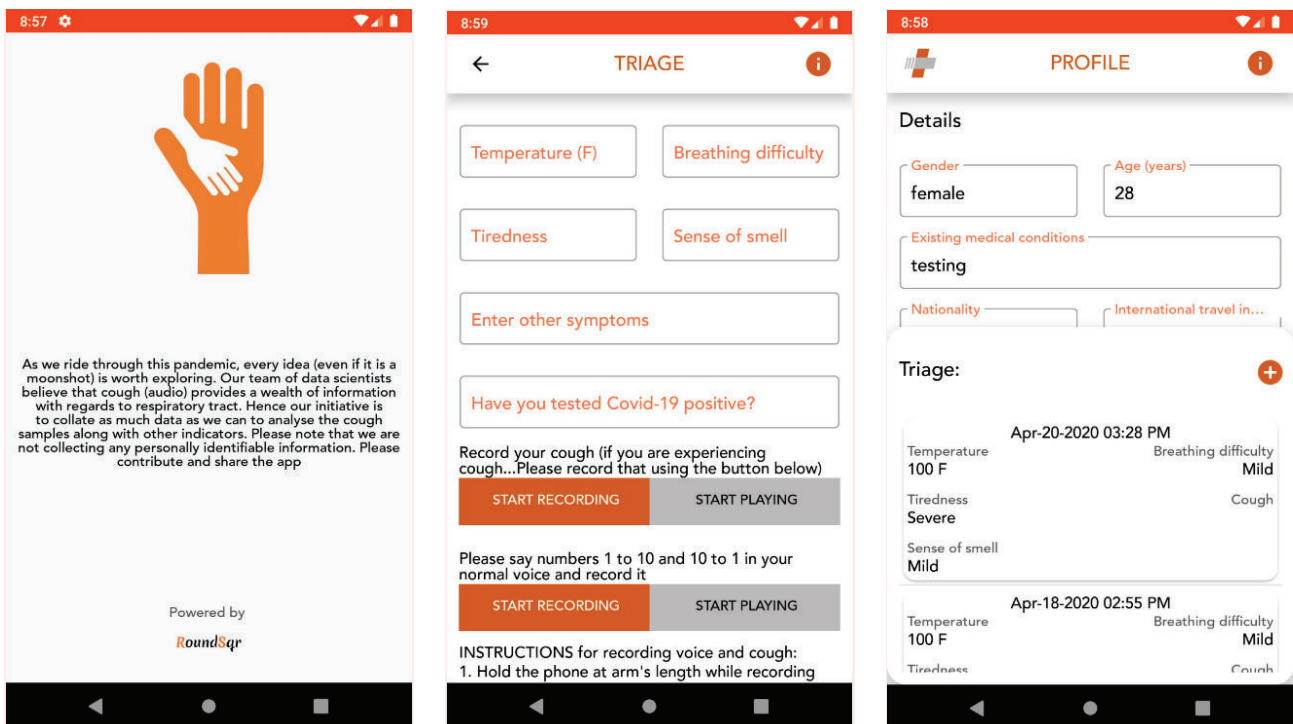 8:57
As we ride through this pandemic, every idea (even if it is a
moonshot) is worth exploring. Our team of data scientists
believe that cough (audio) provides a wealth of information
with regards to respiratory tract. Hence our initiative is
to collate as much data as we can to analyse the cough
samples along with other indicators. Please note that we are
not collecting any personally identifiable information. Please
contribute and share the app
Powered by
RoundSqr
8:59
TRIAGE
i
Temperature (F)
Breathing difficulty
Tiredness
Sense of smell
Enter other symptoms
Have you tested Covid-19 positive?
Record your cough (if you are experiencing
cough...Please record that using the button below)
START RECORDING
START PLAYING
Please say numbers 1 to 10 and 10 to 1 in your
normal voice and record it
START RECORDING
START PLAYING
INSTRUCTIONS for recording voice and cough:
1. Hold the phone at arm's length while recording
8:58
PROFILE
i
Details
Gender
female
Age (years)
28
Existing medical conditions
testing
Nationality
International travel in...
Triage:
Apr-20-2020 03:28 PM
Temperature
100 F
Breathing difficulty
Mild
Tiredness
Severe
Cough
Sense of smell
Mild
Apr-18-2020 02:55 PM
Temperature
100 F
Breathing difficulty
Mild
Tiredness
Cough